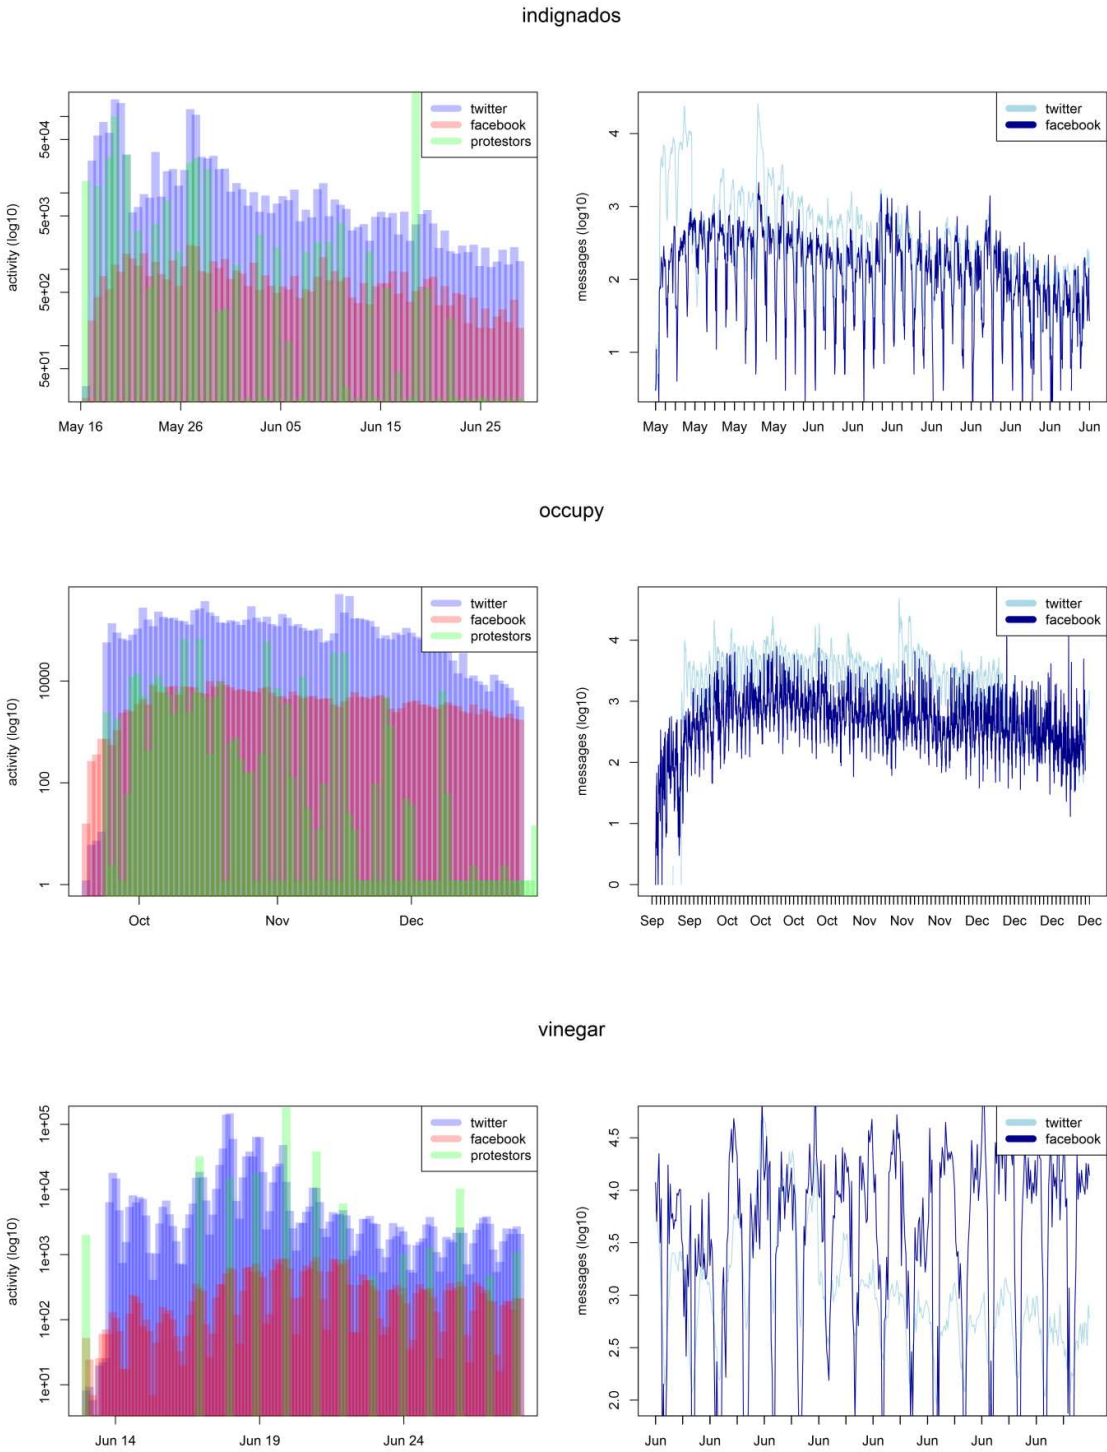 indignados
activity (log10)
5e+04
5e+03
5e+02
5e+01
May 16 May 26 Jun 05 Jun 15 Jun 25
twitter
facebook
protestors
messages (log10)
4
3
2
1
May May May May Jun Jun Jun Jun Jun Jun Jun Jun
twitter
facebook
occupy
activity (log10)
10000
100
1
Oct Nov Dec
twitter
facebook
protestors
messages (log10)
4
3
2
1
0
Sep Sep Oct Oct Oct Oct Nov Nov Nov Dec Dec Dec Dec
twitter
facebook
vinegar
activity (log10)
1e+05
1e+04
1e+03
1e+02
1e+01
Jun 14 Jun 19 Jun 24
twitter
facebook
protestors
messages (log10)
4.5
4.0
3.5
3.0
2.5
2.0
Jun Jun Jun Jun Jun Jun Jun Jun
twitter
facebook